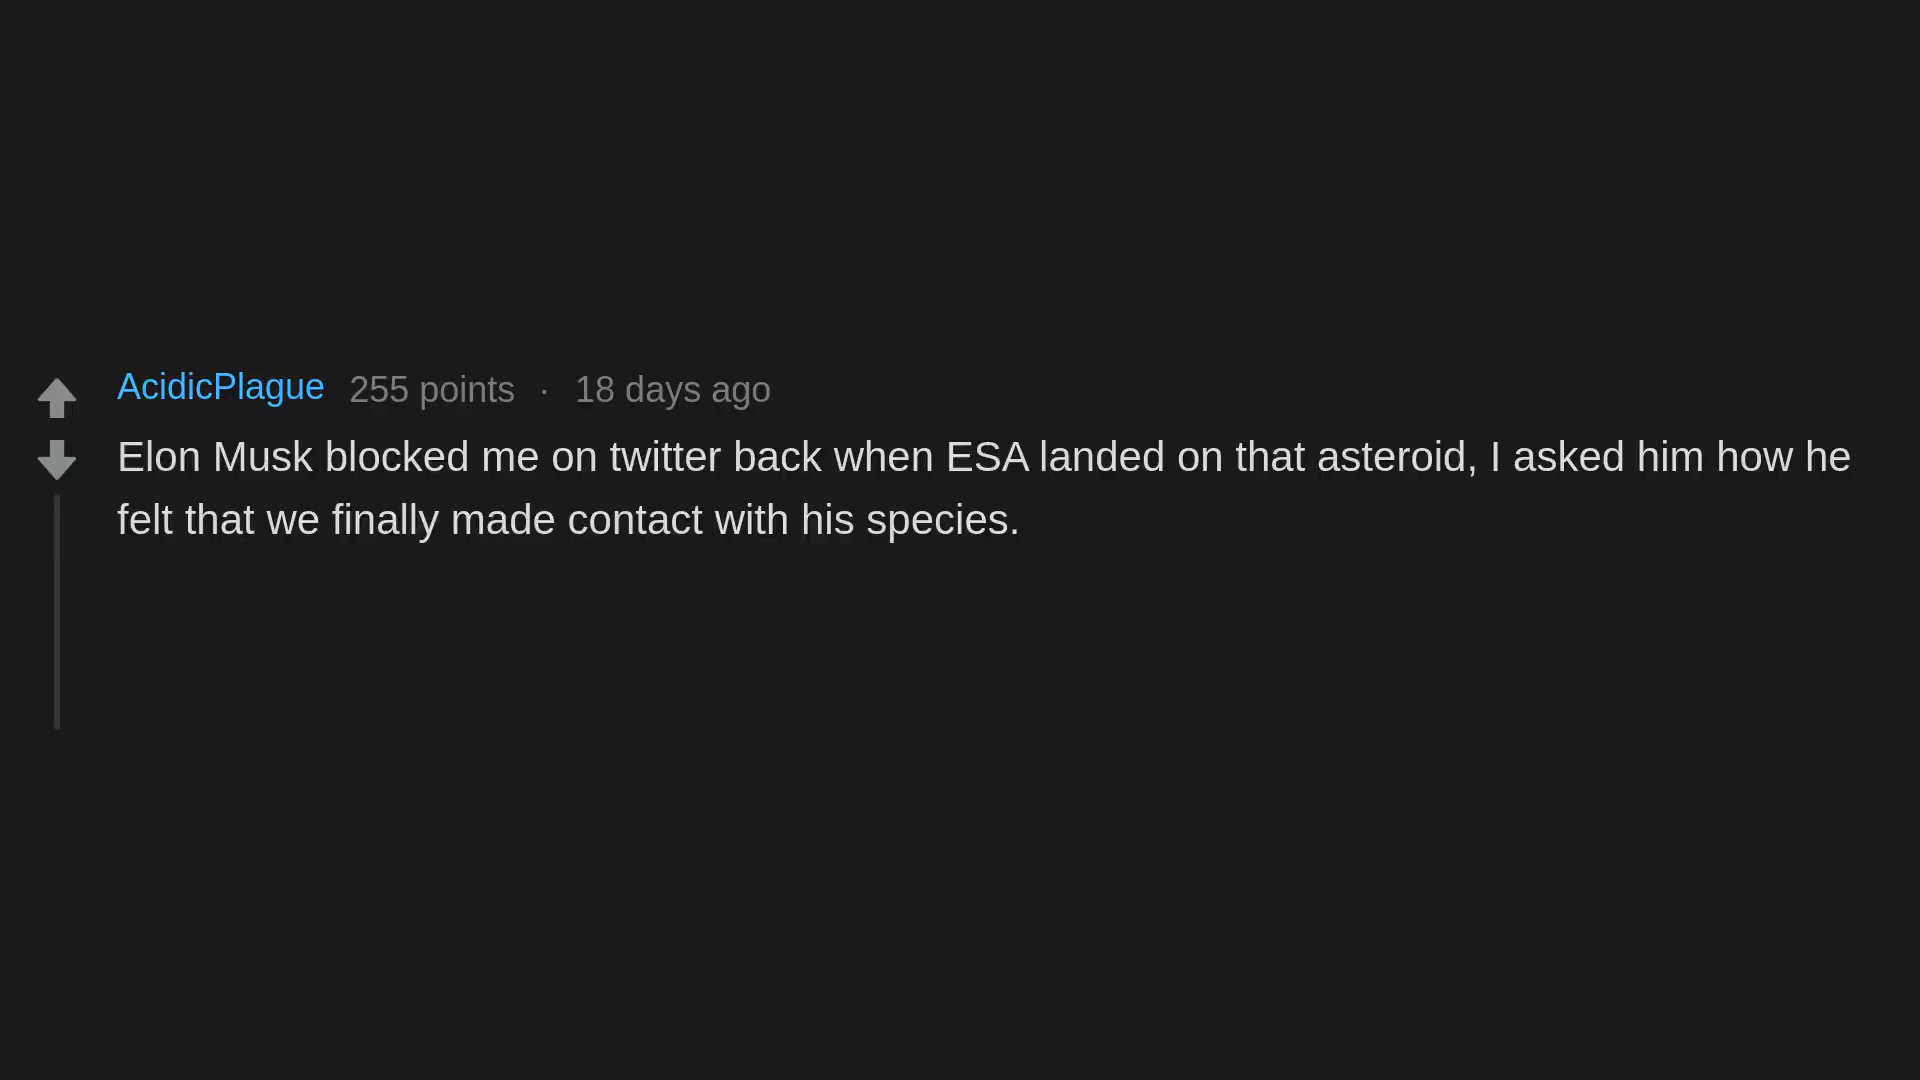 AcidicPlague 255 points · 18 days ago
Elon Musk blocked me on twitter back when ESA landed on that asteroid, I asked him how he
felt that we finally made contact with his species.